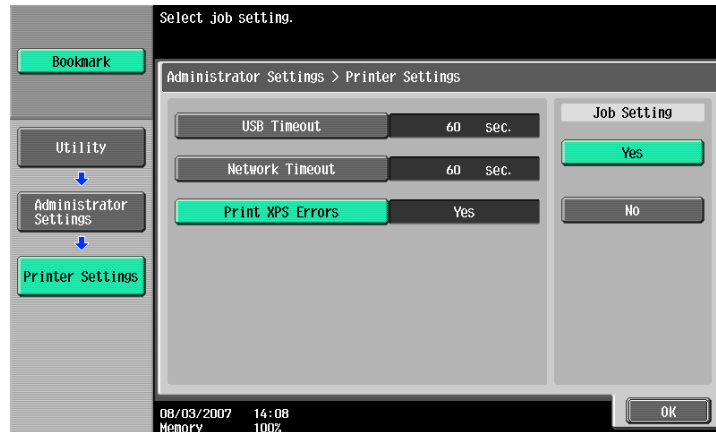 Select job setting.
Bookmark
Administrator Settings > Printer Settings
USB Timeout 60 sec.
Network Timeout 60 sec.
Print XPS Errors Yes
Job Setting
Yes
No
Utility
Administrator
Settings
Printer Settings
08/03/2007 14:08
Memory 100%
OK